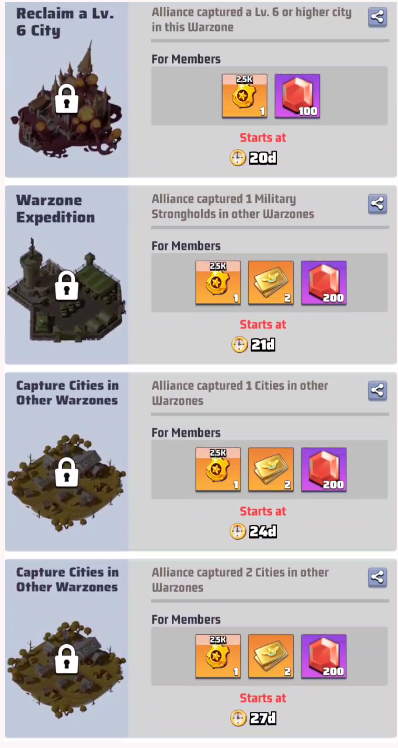 Reclaim a Lv.
6 City
Alliance captured a Lv. 6 or higher city
in this Warzone
For Members
2.5K
1
100
Starts at
20d
Warzone
Expedition
Alliance captured 1 Military
Strongholds in other Warzones
For Members
2.5K
1
2
200
Starts at
21d
Capture Cities in
Other Warzones
Alliance captured 1 Cities in other
Warzones
For Members
2.5K
1
2
200
Starts at
24d
Capture Cities in
Other Warzones
Alliance captured 2 Cities in other
Warzones
For Members
2.5K
1
2
200
Starts at
27d